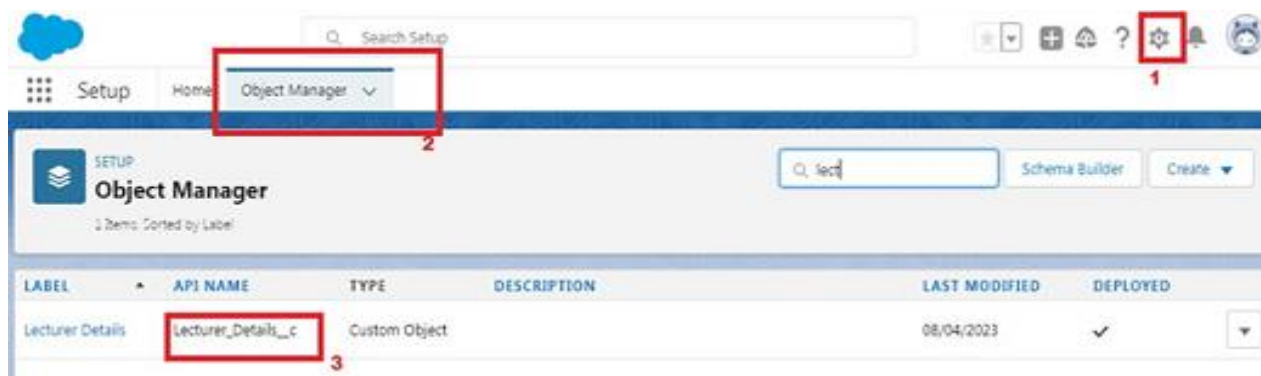 Search Setup
?
1
Setup Home Object Manager
2
SETUP
Object Manager
lect
Schema Builder
Create
Items. Sorted by Label
LABEL API NAME TYPE DESCRIPTION LAST MODIFIED DEPLOYED
Lecturer Details Lecturer_Details__c Custom Object 08/04/2023
3